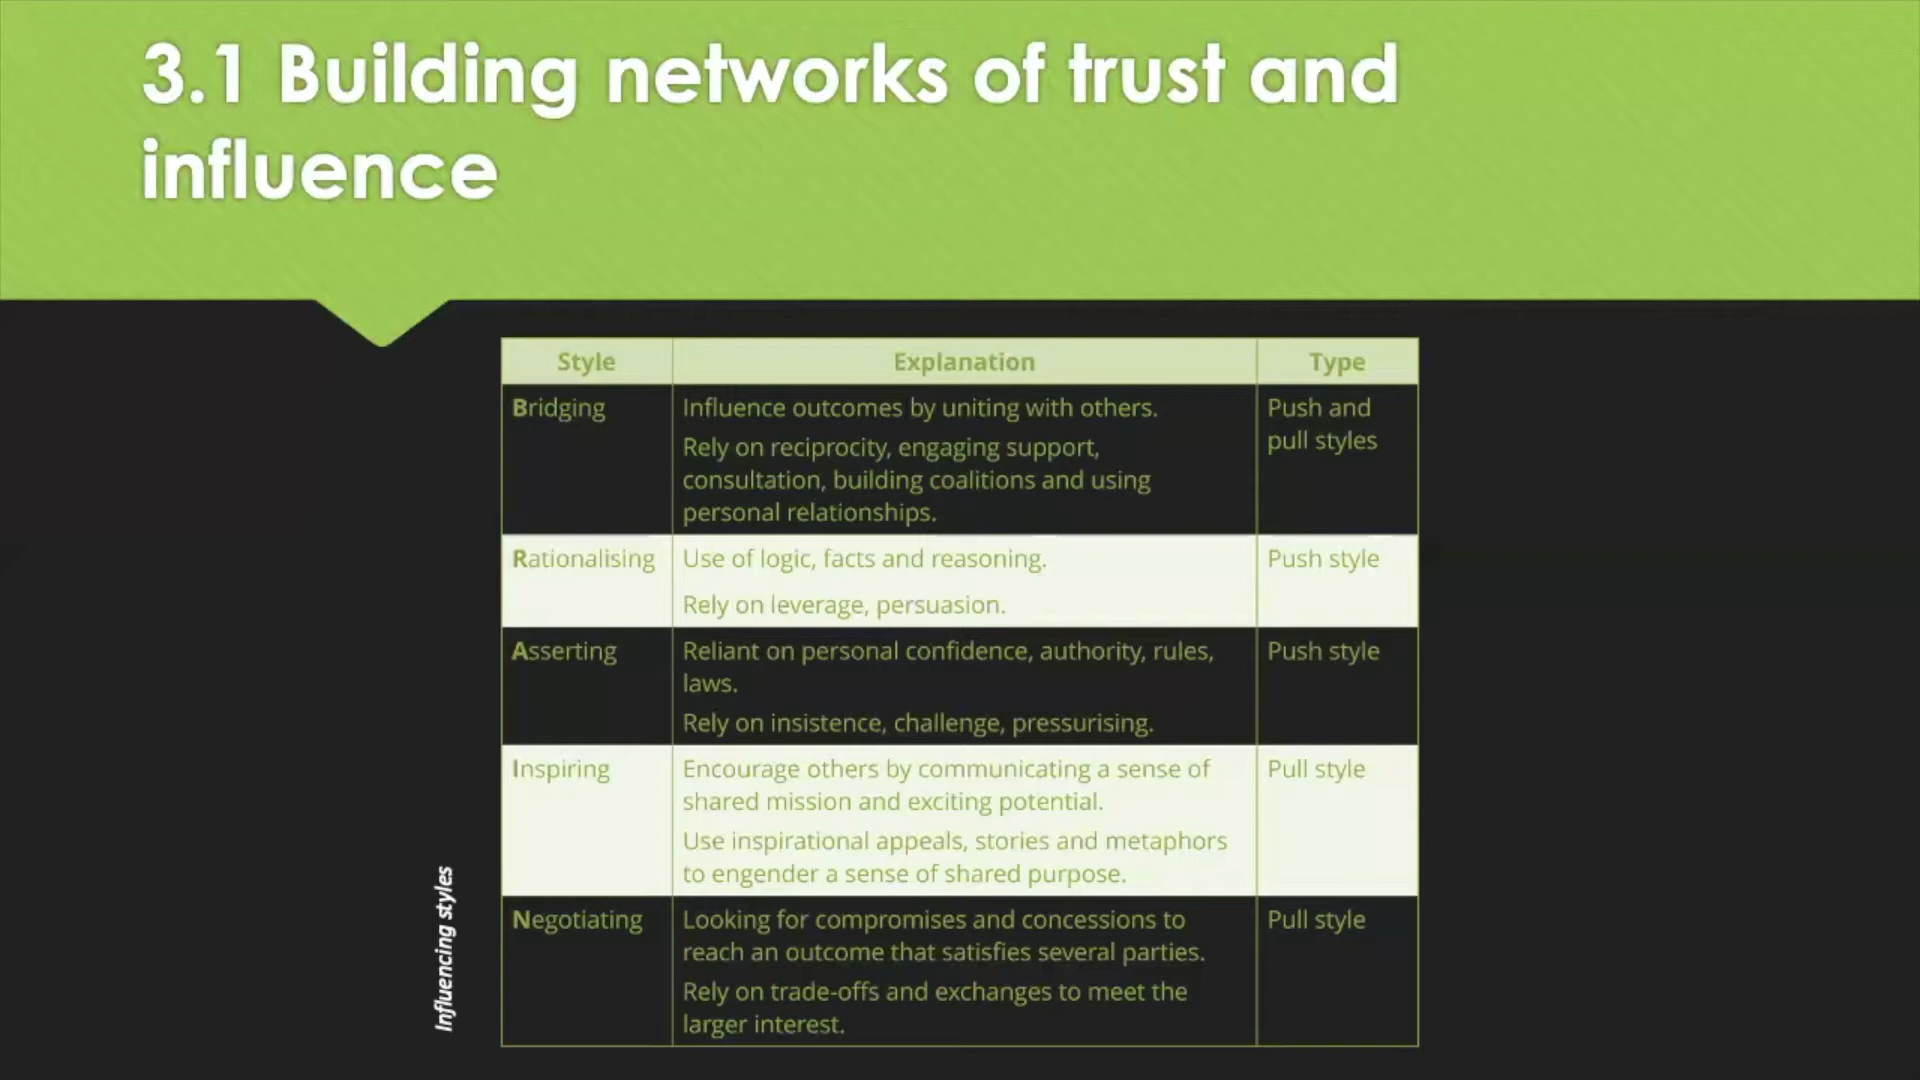 3.1 Building networks of trust and
influence
Style Explanation Type
Bridging Influence outcomes by uniting with others. Push and
pull styles
Rely on reciprocity, engaging support,
consultation, building coalitions and using
personal relationships.
Rationalising Use of logic, facts and reasoning. Push style
Rely on leverage, persuasion.
Asserting Reliant on personal confidence, authority, rules, Push style
laws.
Rely on insistence, challenge, pressurising.
Inspiring Encourage others by communicating a sense of Pull style
shared mission and exciting potential.
Use inspirational appeals, stories and metaphors
to engender a sense of shared purpose.
Negotiating Looking for compromises and concessions to Pull style
reach an outcome that satisfies several parties.
Rely on trade-offs and exchanges to meet the
larger interest.
Influencing styles